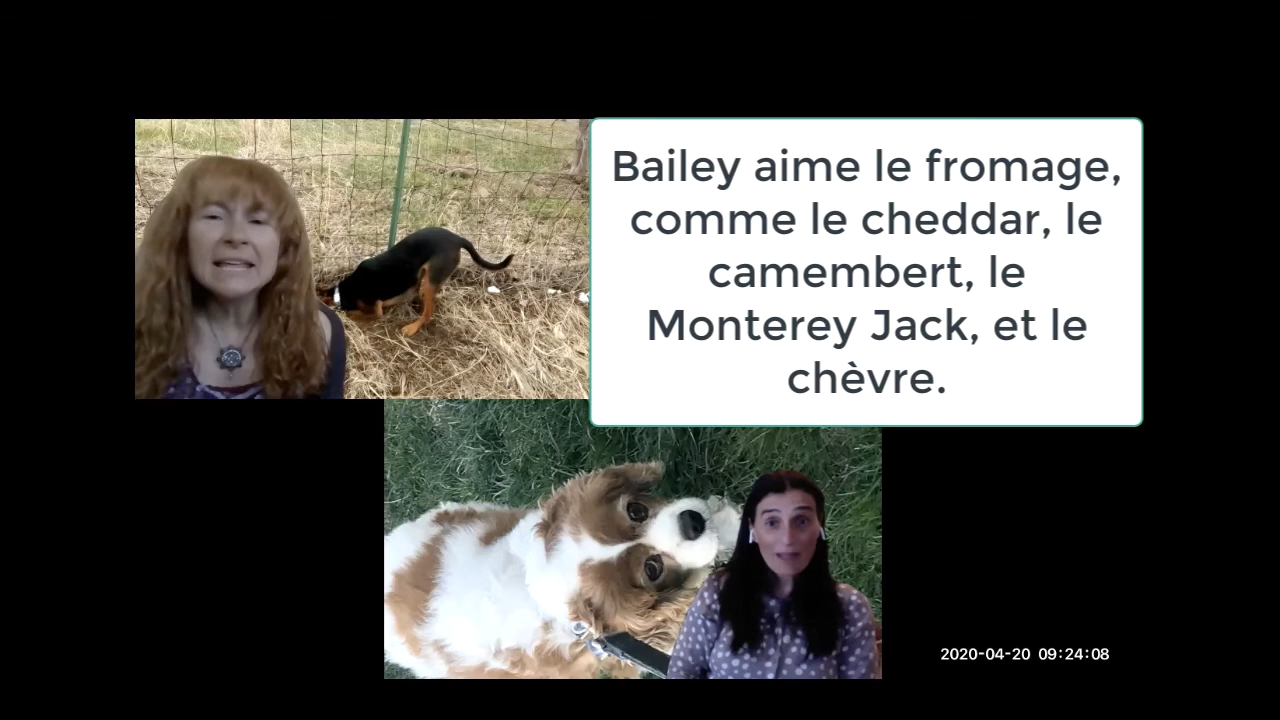 Bailey aime le fromage,
comme le cheddar, le
camembert, le
Monterey Jack, et le
chèvre.
2020-04-20 09:24:08